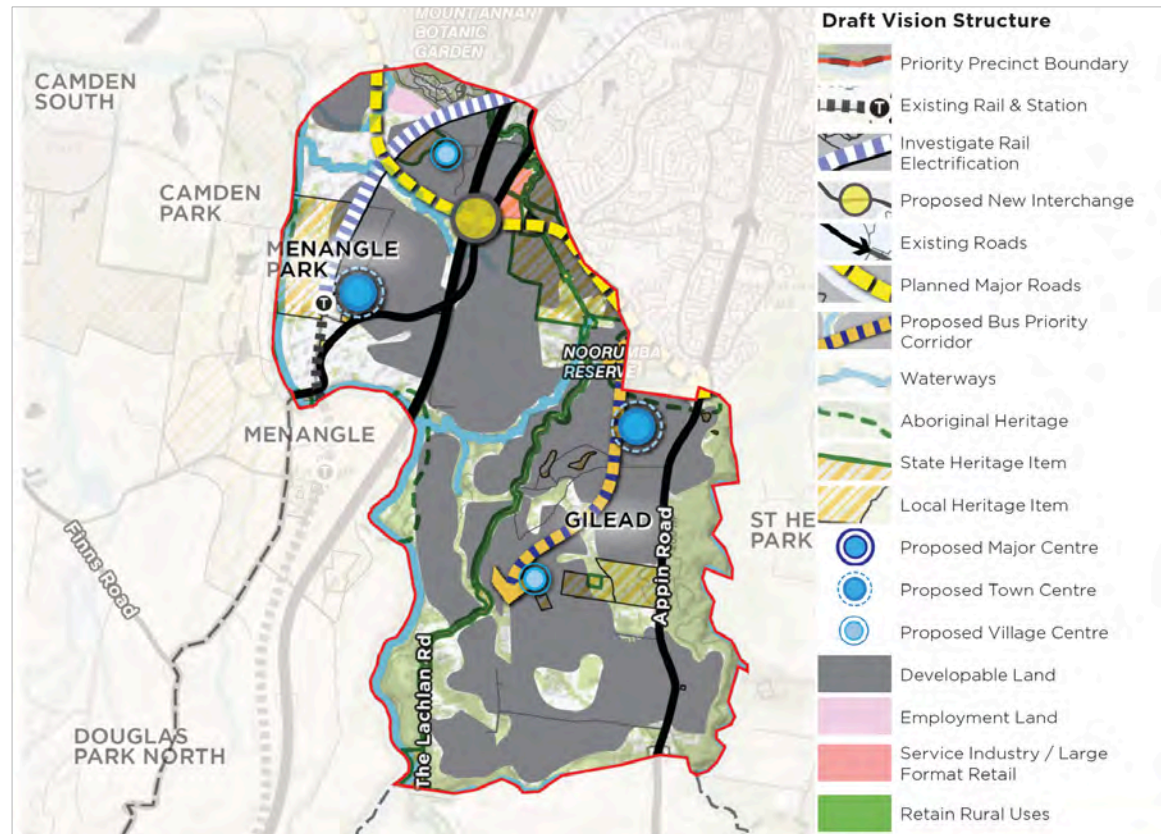 MOUNT ANNAN
BOTANIC
GARDEN
CAMDEN
SOUTH
CAMDEN
PARK
MENANGLE
PARK
T
NOORUMBA
RESERVE
MENANGLE
T
GILEAD
ST HE
PARK
Finns Road
Appin Road
The Lachlan Rd
DOUGLAS
PARK NORTH
Draft Vision Structure
Priority Precinct Boundary
T
Existing Rail & Station
Investigate Rail
Electrification
Proposed New Interchange
Existing Roads
Planned Major Roads
Proposed Bus Priority
Corridor
Waterways
Aboriginal Heritage
State Heritage Item
Local Heritage Item
Proposed Major Centre
Proposed Town Centre
Proposed Village Centre
Developable Land
Employment Land
Service Industry / Large
Format Retail
Retain Rural Uses